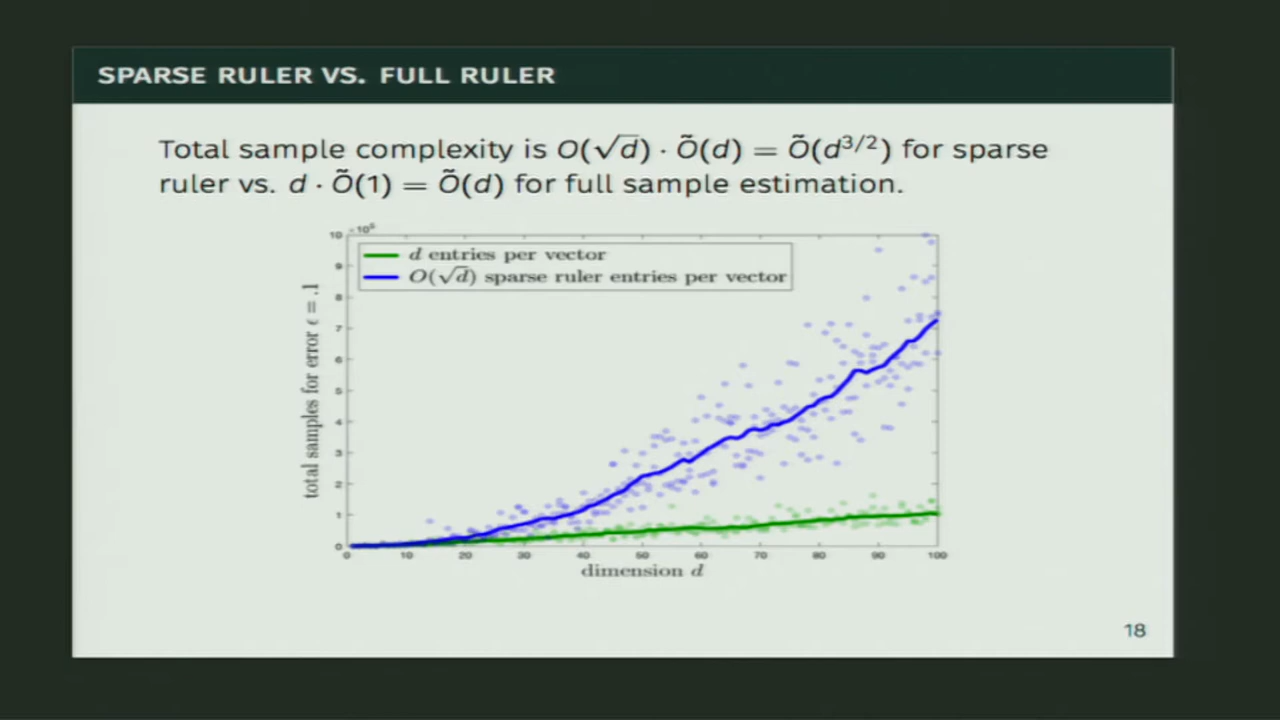 SPARSE RULER VS. FULL RULER
Total sample complexity is O(√d) · Õ(d) = Õ(d^{3/2}) for sparse
ruler vs. d · Õ(1) = Õ(d) for full sample estimation.
d entries per vector
O(√d) sparse ruler entries per vector
total samples for error ϵ = .1
10
9
8
7
6
5
4
3
2
1
0
0 10 20 30 40 50 60 70 80 90 100
dimension d
18